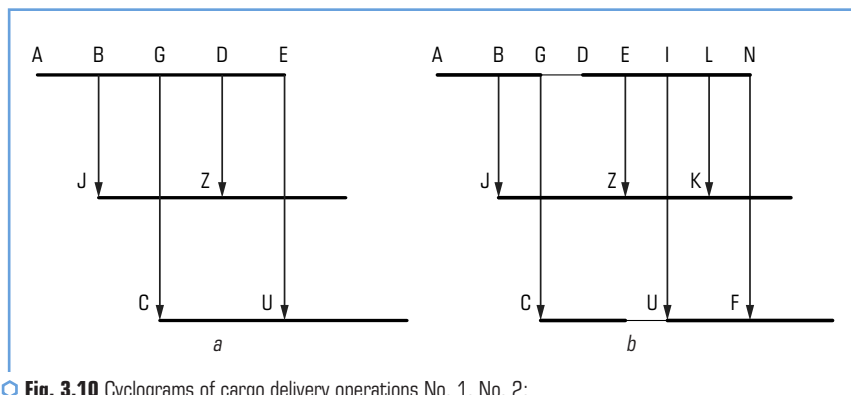 A B G D E
J Z
C U
a
A B G D E I L N
J Z K
C U F
b
Fig. 3.10 Cyclograms of cargo delivery operations No. 1, No. 2: